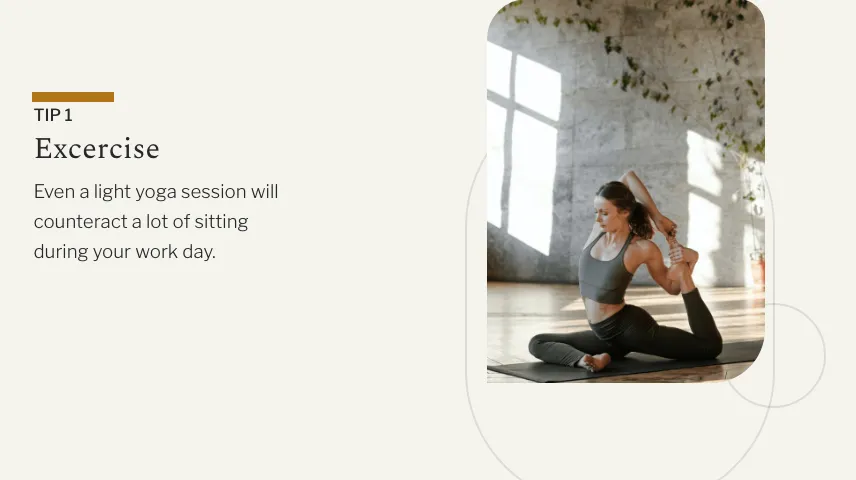 TIP 1
Excercise
Even a light yoga session will
counteract a lot of sitting
during your work day.